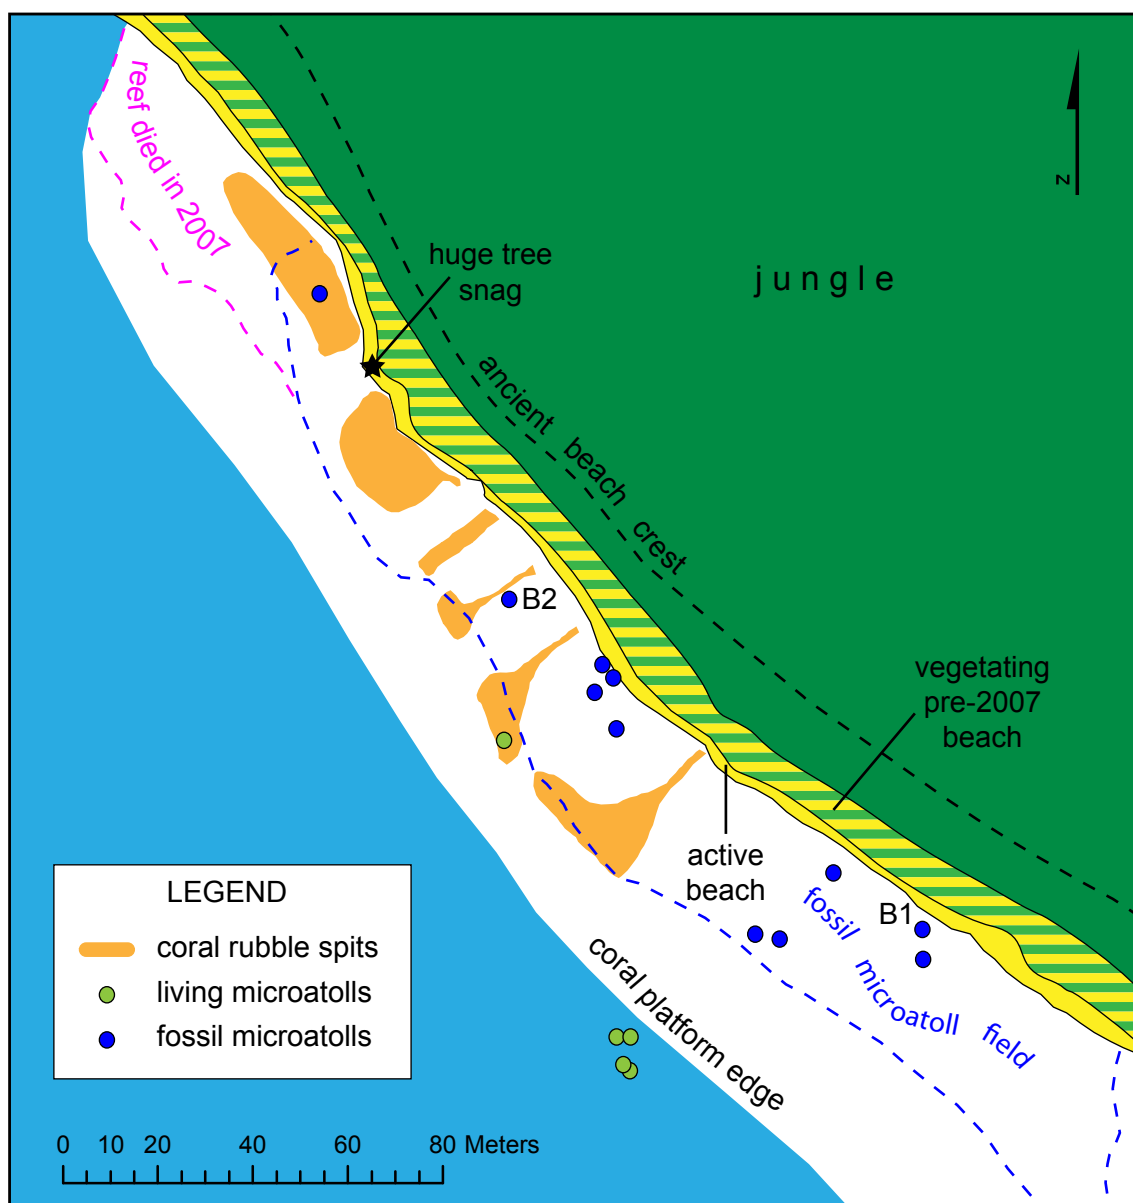 reef died in 2007
z
huge tree
snag
jungle
ancient beach crest
B2
vegetating
pre-2007
beach
active
beach
B1
fossil microatoll field
coral platform edge
LEGEND
coral rubble spits
living microatolls
fossil microatolls
0 10 20 40 60 80 Meters